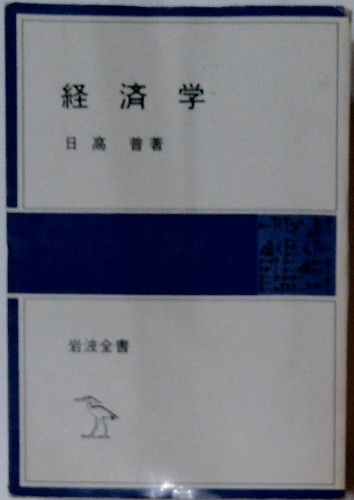 経済学
日高 普著
岩波全書